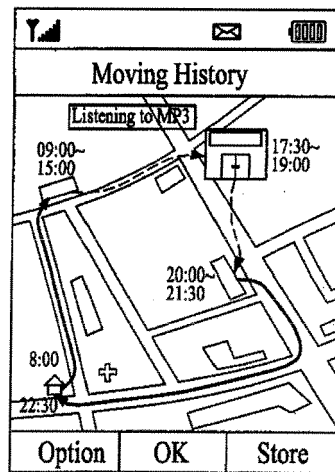 Moving History
Listening to MP3
09:00~
15:00
17:30~
19:00
20:00~
21:30
8:00
22:30
Option
OK
Store